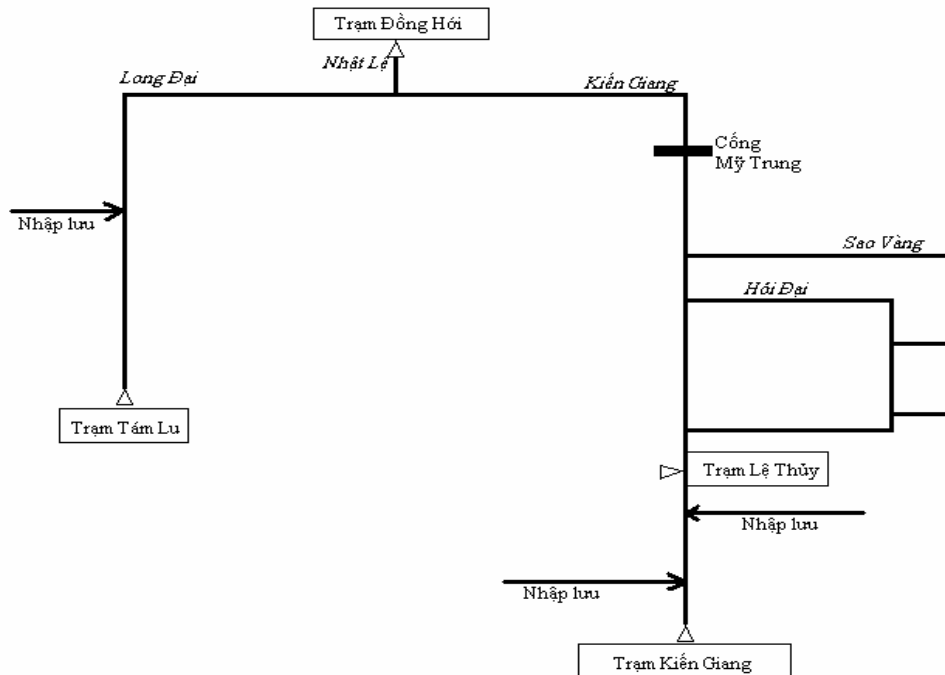 Trạm Đồng Hới
Nhật Lệ
Long Đại
Kiến Giang
Cống
Mỹ Trung
Nhập lưu
Sao Vàng
Hói Đại
Trạm Tám Lu
Trạm Lệ Thủy
Nhập lưu
Nhập lưu
Trạm Kiến Giang